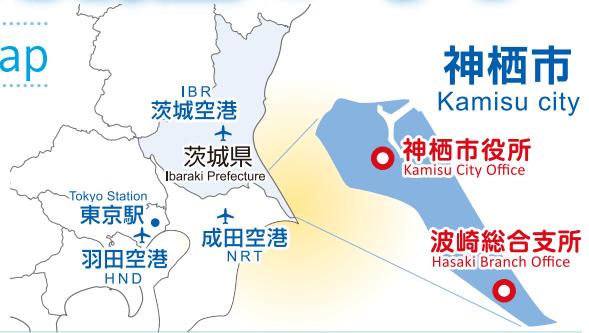 ap
IBR
茨城空港
茨城県
Ibaraki Prefecture
Tokyo Station
東京駅
羽田空港
HND
成田空港
NRT
神栖市
Kamisu city
神栖市役所
Kamisu City Office
波崎総合支所
Hasaki Branch Office